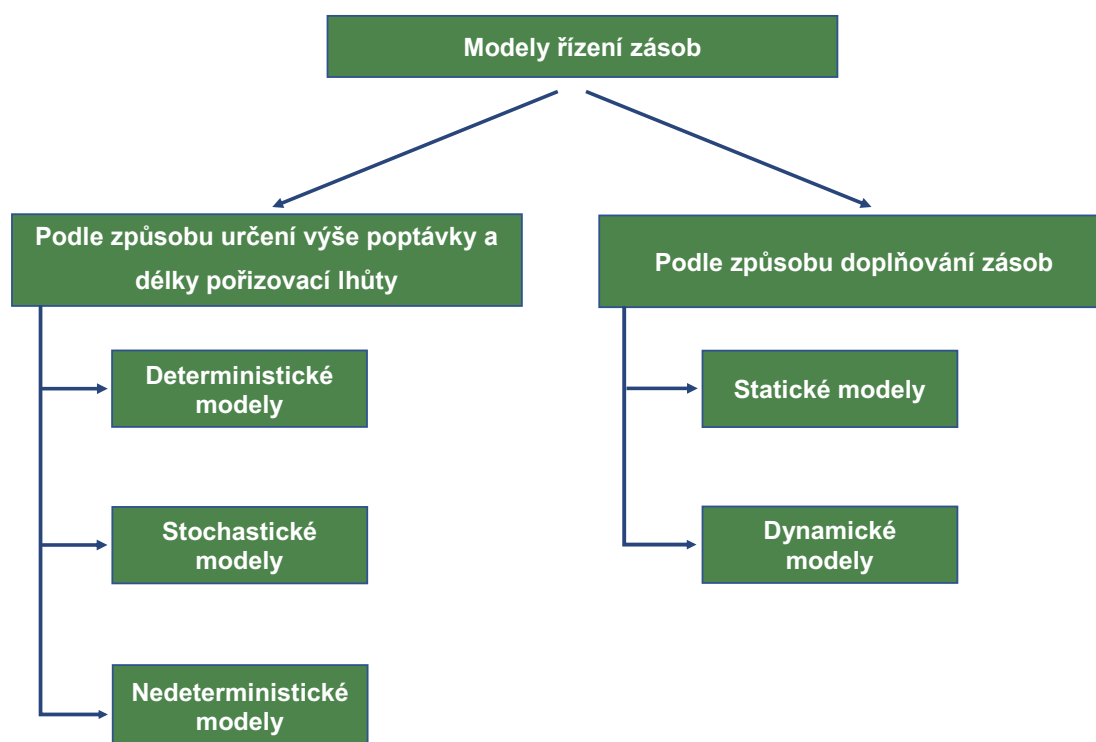 Modely řízení zásob
Podle způsobu určení výše poptávky a
délky pořizovací lhůty
Podle způsobu doplňování zásob
Deterministické
modely
Statické modely
Stochastické
modely
Dynamické
modely
Nedeterministické
modely